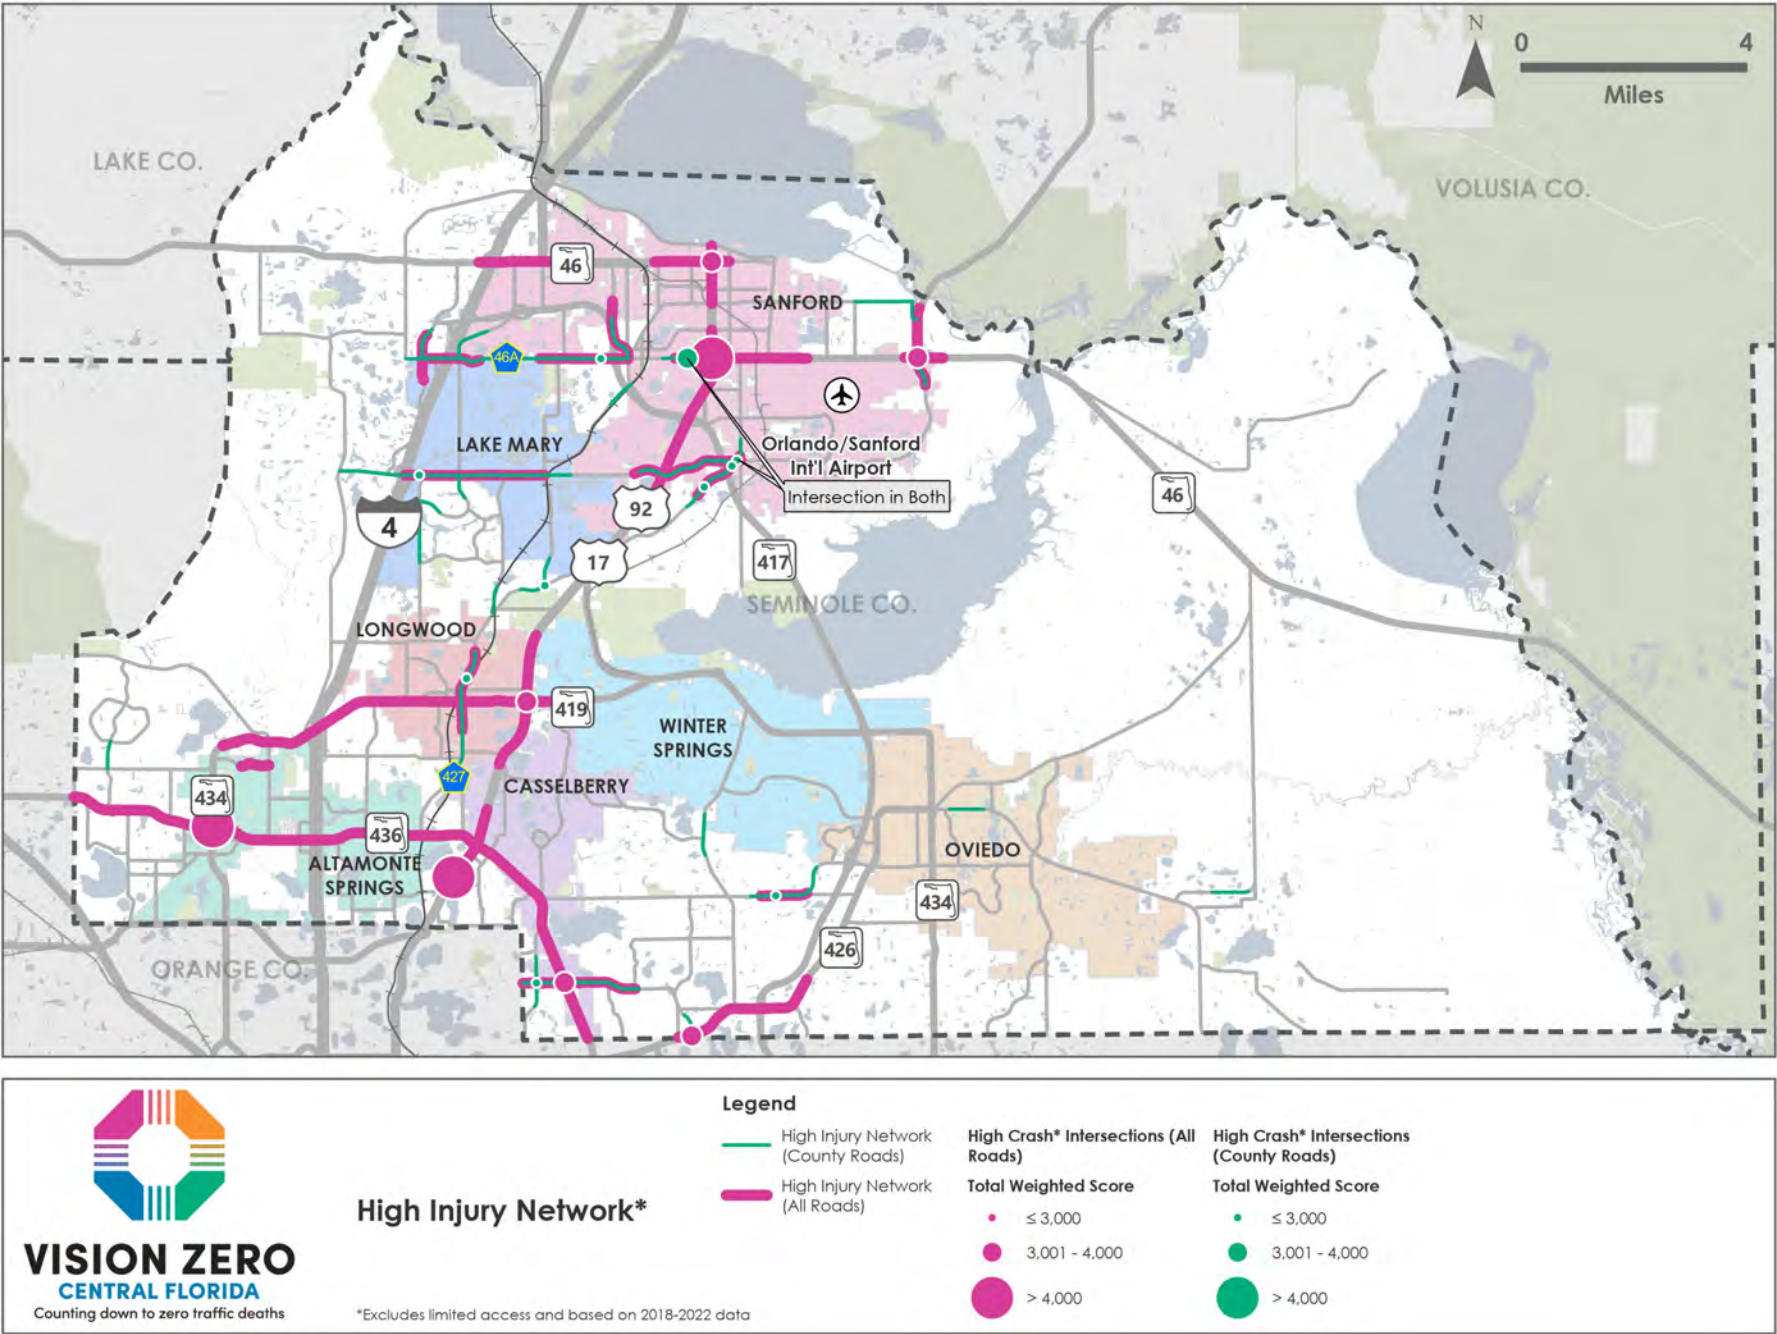 N
0 4
Miles
LAKE CO.
VOLUSIA CO.
46
SANFORD
46A
LAKE MARY
Orlando/Sanford
Int'l Airport
Intersection in Both
92
46
4
17
417
SEMINOLE CO.
LONGWOOD
419
WINTER
SPRINGS
427
CASSELBERRY
434
436
ALTAMONTE
SPRINGS
OVIEDO
434
426
ORANGE CO.
VISION ZERO
CENTRAL FLORIDA
Counting down to zero traffic deaths
High Injury Network*
*Excludes limited access and based on 2018-2022 data
Legend
High Injury Network
(County Roads)
High Injury Network
(All Roads)
High Crash* Intersections (All
Roads)
Total Weighted Score
≤ 3,000
3,001 - 4,000
> 4,000
High Crash* Intersections
(County Roads)
Total Weighted Score
≤ 3,000
3,001 - 4,000
> 4,000